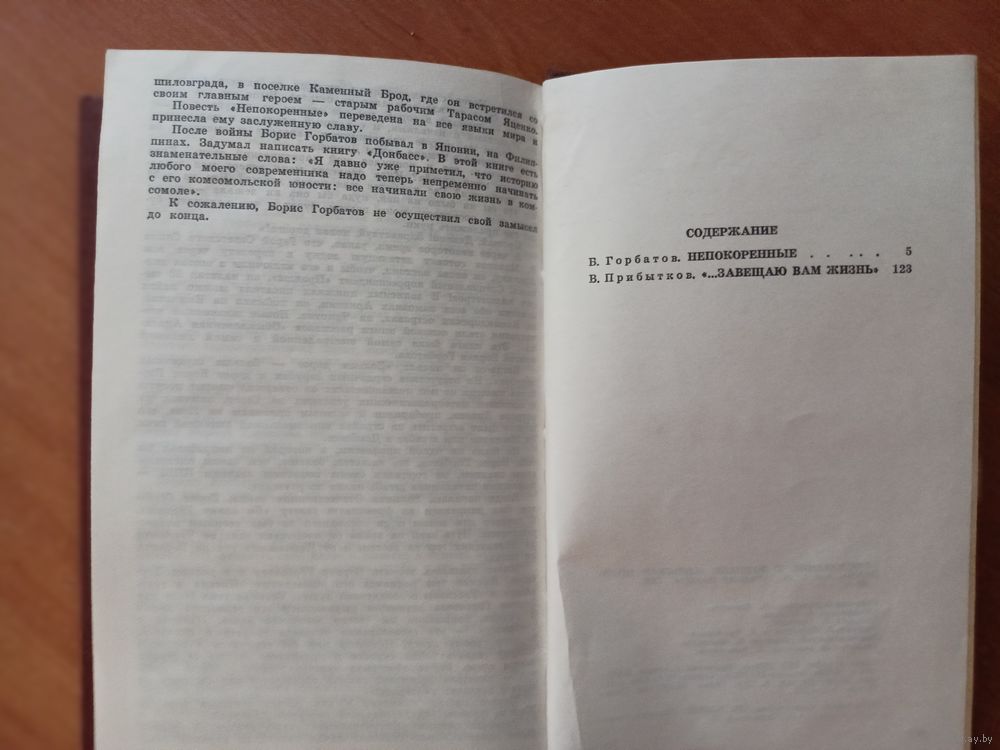 шиловграда, в поселке Каменный Брод, где он встретился со
своим главным героем — старым рабочим Тарасом Яценко.
Повесть «Непокоренные» переведена на все языки мира и
принесла ему заслуженную славу.
После войны Борис Горбатов побывал в Японии, на Филип-
пинах. Задумал написать книгу «Донбасс». В этой книге есть
знаменательные слова: «Я давно уже приметил, что историю
любого моего современника надо теперь непременно начинать
с его комсомольской юности: все начинали свою жизнь в ком-
сомоле».
К сожалению, Борис Горбатов не осуществил свой замысел
до конца.
СОДЕРЖАНИЕ
Б. Горбатов. НЕПОКОРЕННЫЕ . . . . . . 5
В. Прибытков. «...ЗАВЕЩАЮ ВАМ ЖИЗНЬ» 123
ay.by